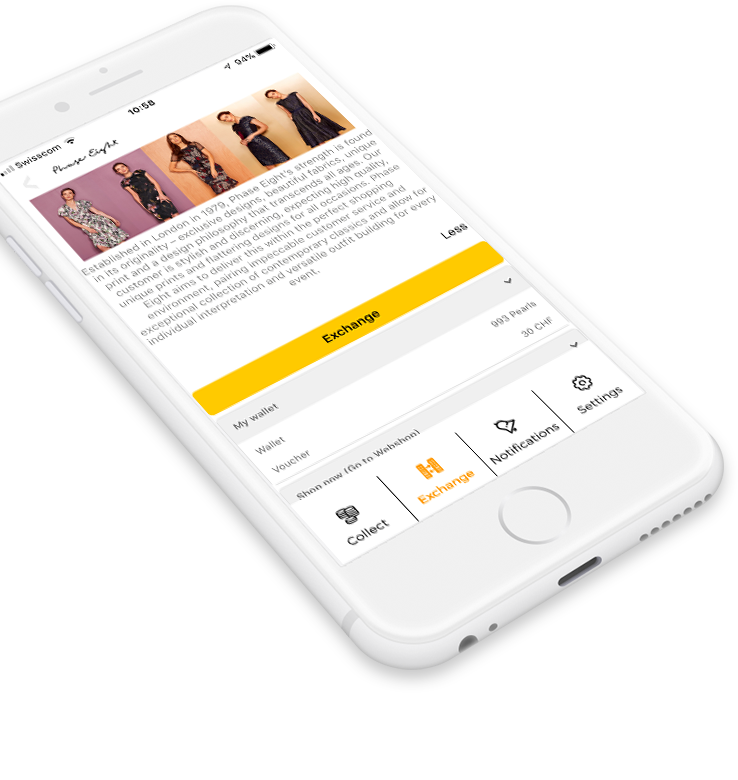 Swisscom
10:58
94%
Phase Eight
Established in London in 1979, Phase Eight's strength is found
in its originality – exclusive designs, beautiful fabrics, unique
print and a design philosophy that transcends all ages. Our
customer is stylish and discerning, expecting high quality,
unique prints and flattering designs for all occasions. Phase
Eight aims to deliver this within the perfect shopping
environment, pairing impeccable customer service and
exceptional collection of contemporary classics and allow for
individual interpretation and versatile outfit building for every
event.
Less
Exchange
My wallet
Wallet
993 Pearls
Voucher
30 CHF
Shop now (Go to Webshop)
Collect
Exchange
Notifications
Settings